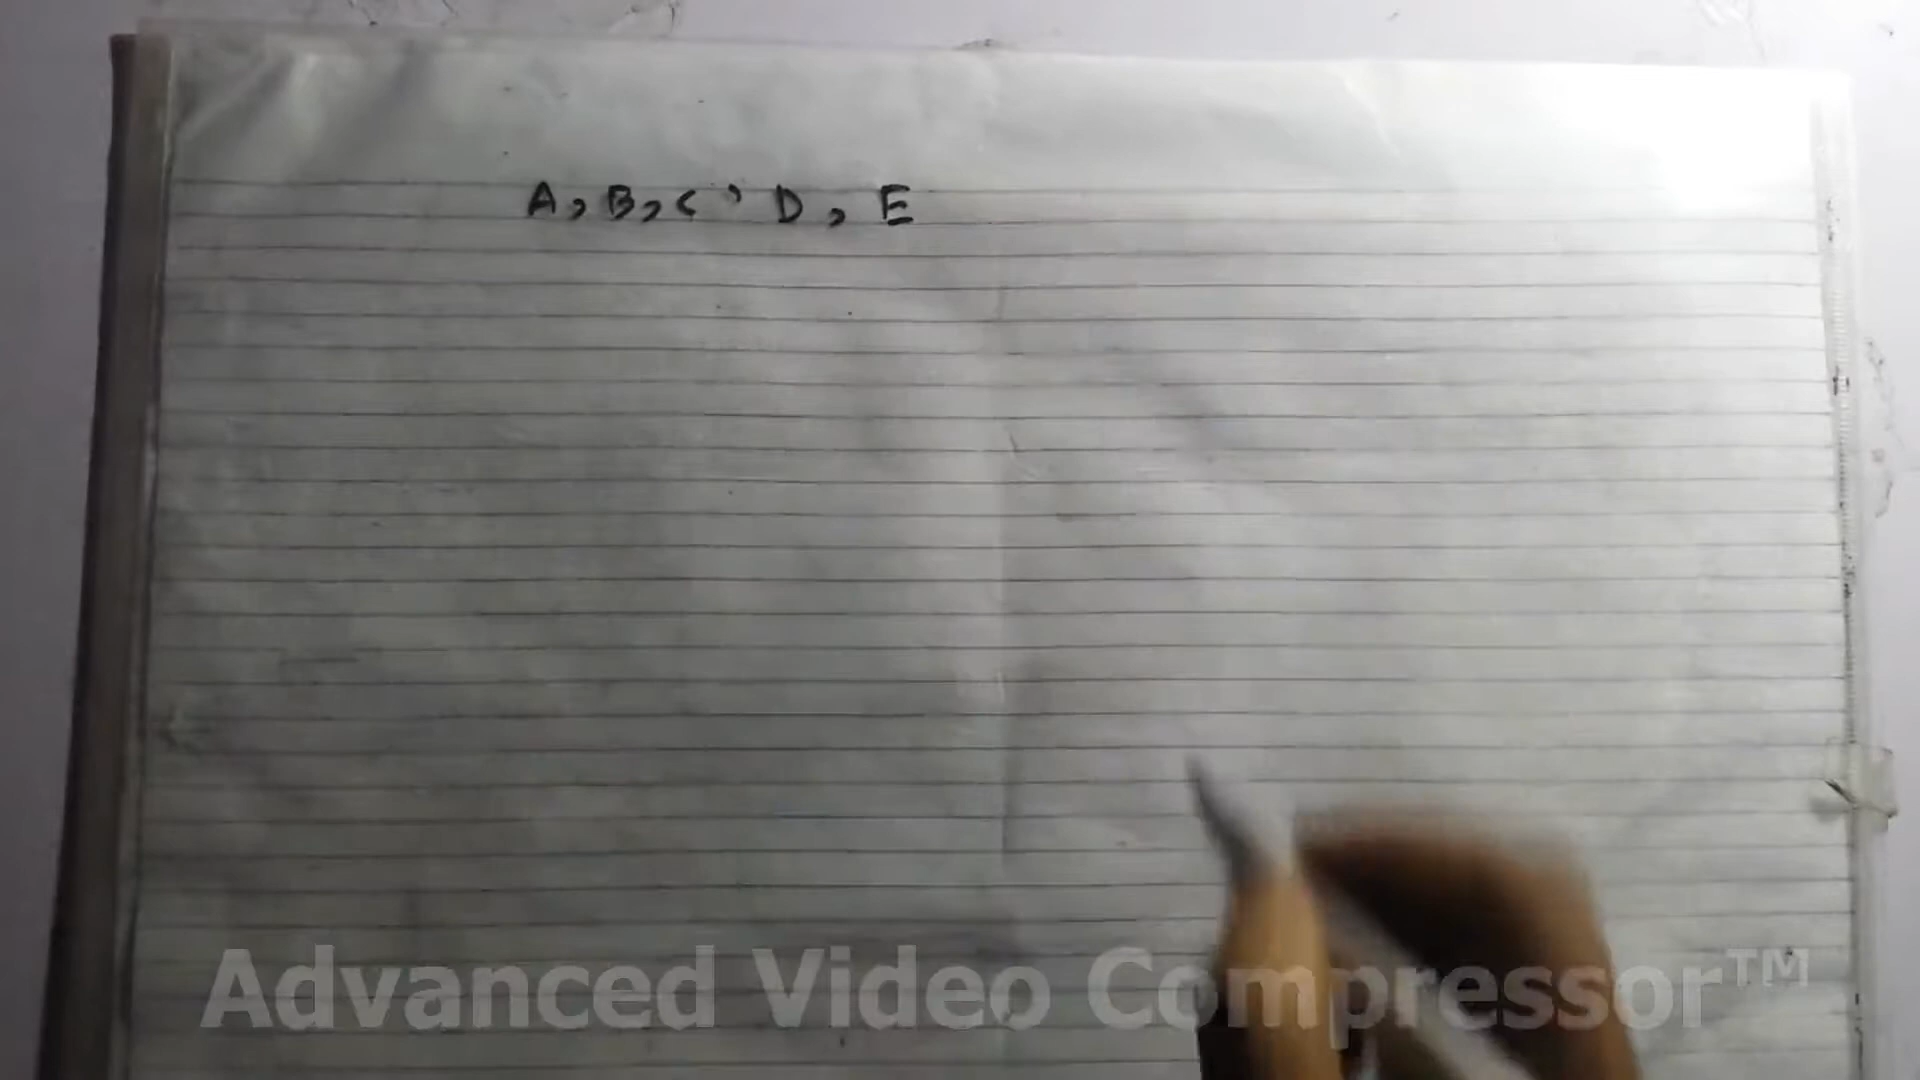 A, B, C, D, E
Advanced Video Compressor™